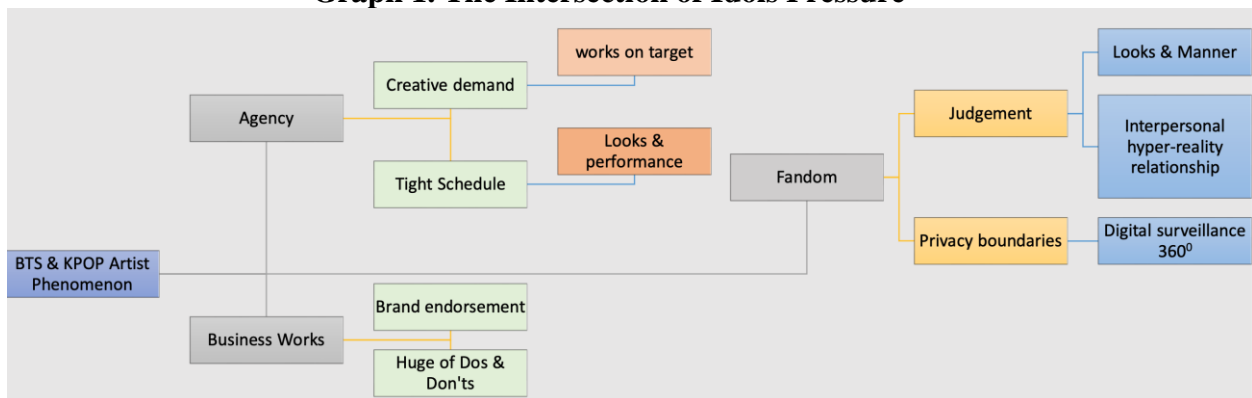 Graph 1: The Intersection of Idols Pressure
works on target
Creative demand
Agency
Looks &
performance
Tight Schedule
Looks & Manner
Judgement
Interpersonal
hyper-reality
relationship
Fandom
Privacy boundaries
Digital surveillance
360⁰
BTS & KPOP Artist
Phenomenon
Brand endorsement
Business Works
Huge of Dos &
Don'ts